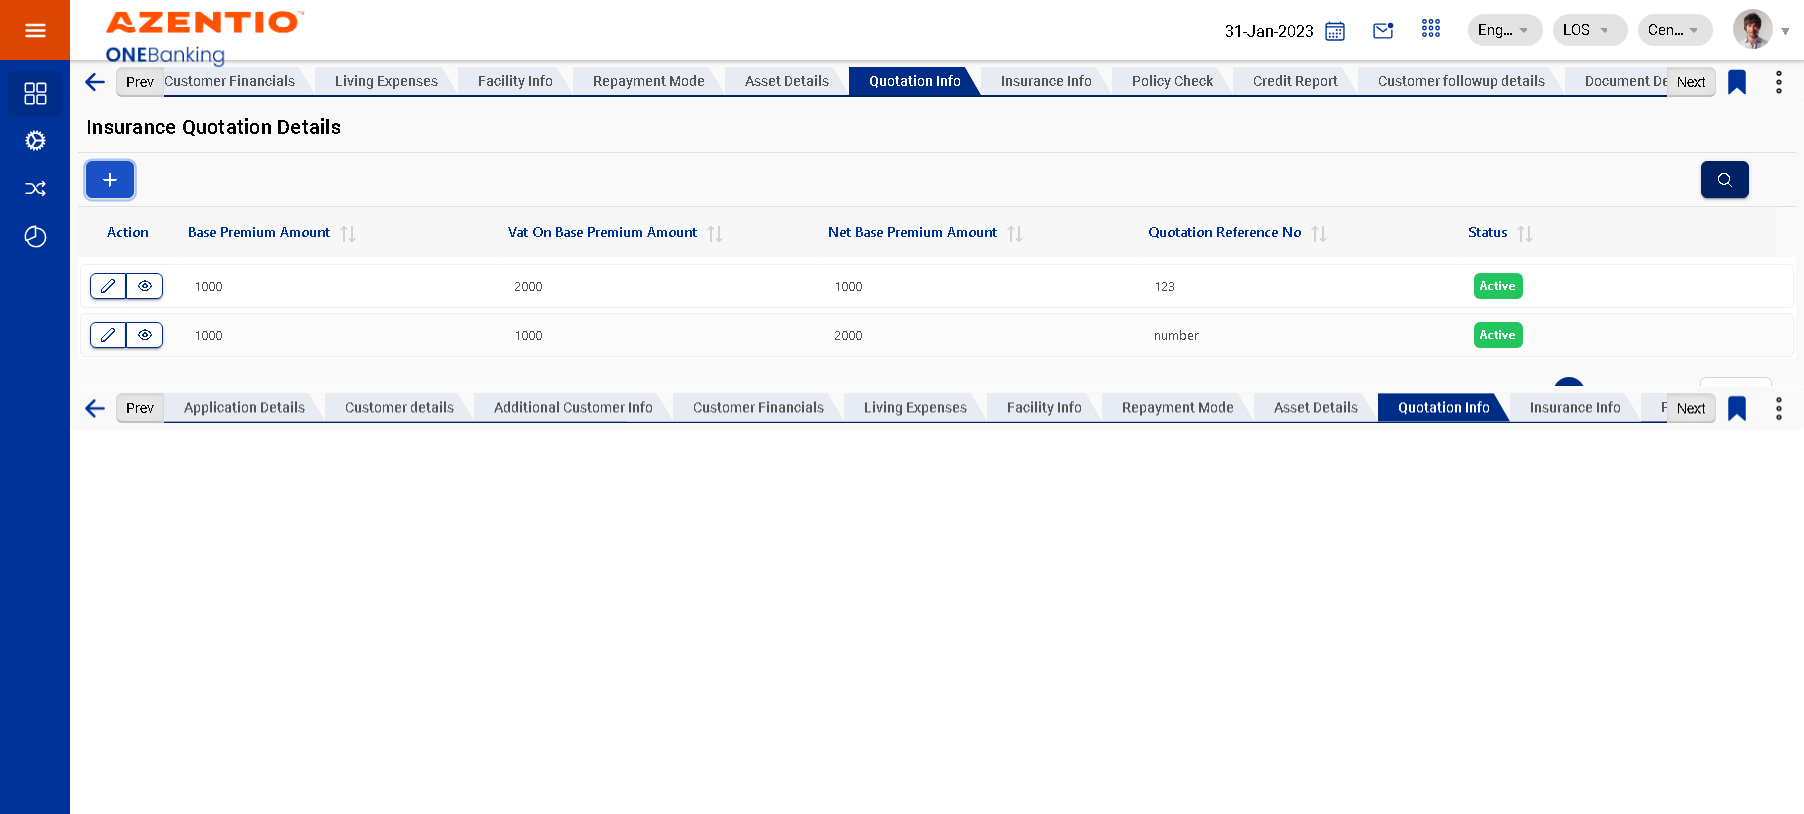 AZENTIO™
ONEBanking
31-Jan-2023
Eng...
LOS
Cen...
Prev
Customer Financials
Living Expenses
Facility Info
Repayment Mode
Asset Details
Quotation Info
Insurance Info
Policy Check
Credit Report
Customer followup details
Document De
Next
Insurance Quotation Details
Action
Base Premium Amount
Vat On Base Premium Amount
Net Base Premium Amount
Quotation Reference No
Status
1000
2000
1000
123
Active
1000
1000
2000
number
Active
Prev
Application Details
Customer details
Additional Customer Info
Customer Financials
Living Expenses
Facility Info
Repayment Mode
Asset Details
Quotation Info
Insurance Info
Next